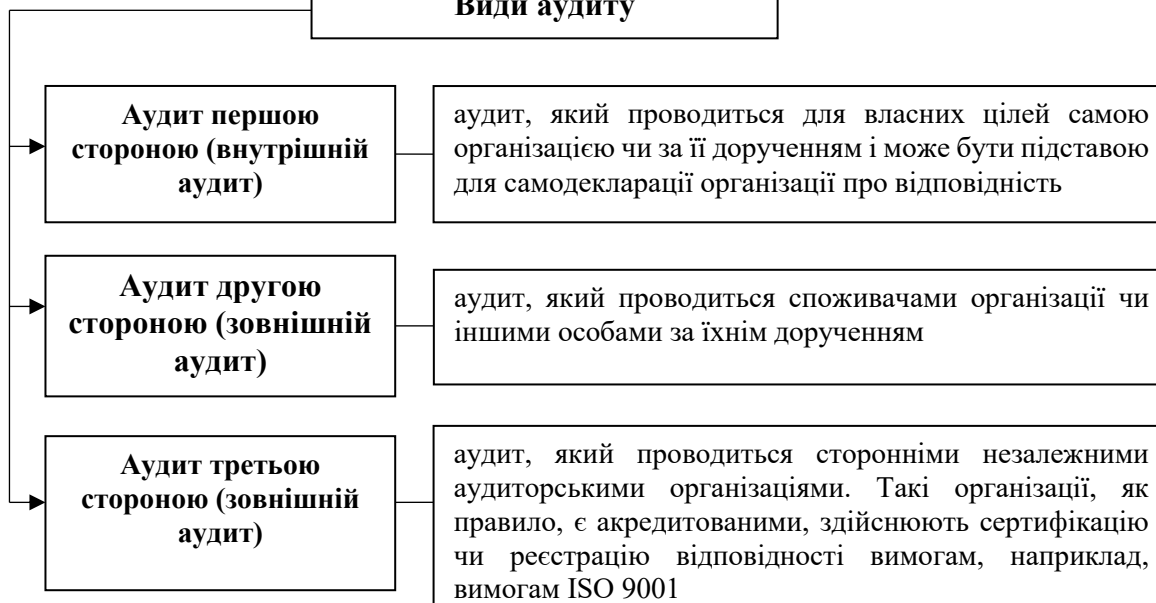 Види аудиту
Аудит першою
стороною (внутрішній
аудит)
аудит, який проводиться для власних цілей самою
організацією чи за її дорученням і може бути підставою
для самодекларації організації про відповідність
Аудит другою
стороною (зовнішній
аудит)
аудит, який проводиться споживачами організації чи
іншими особами за їхнім дорученням
Аудит третьою
стороною (зовнішній
аудит)
аудит, який проводиться сторонніми незалежними
аудиторськими організаціями. Такі організації, як
правило, є акредитованими, здійснюють сертифікацію
чи реєстрацію відповідності вимогам, наприклад,
вимогам ISO 9001